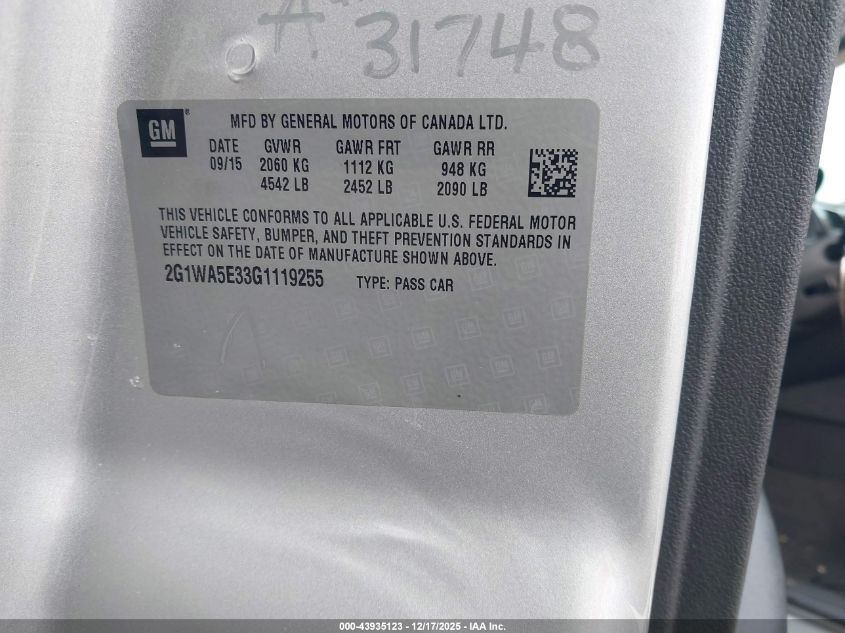 31748
GM
MFD BY GENERAL MOTORS OF CANADA LTD.
DATE GVWR GAWR FRT GAWR RR
09/15 2060 KG 1112 KG 948 KG
4542 LB 2452 LB 2090 LB
THIS VEHICLE CONFORMS TO ALL APPLICABLE U.S. FEDERAL MOTOR
VEHICLE SAFETY, BUMPER, AND THEFT PREVENTION STANDARDS IN
EFFECT ON THE DATE OF MANUFACTURE SHOWN ABOVE.
2G1WA5E33G1119255 TYPE: PASS CAR
000-43935123 - 12/17/2025 - IAA Inc.